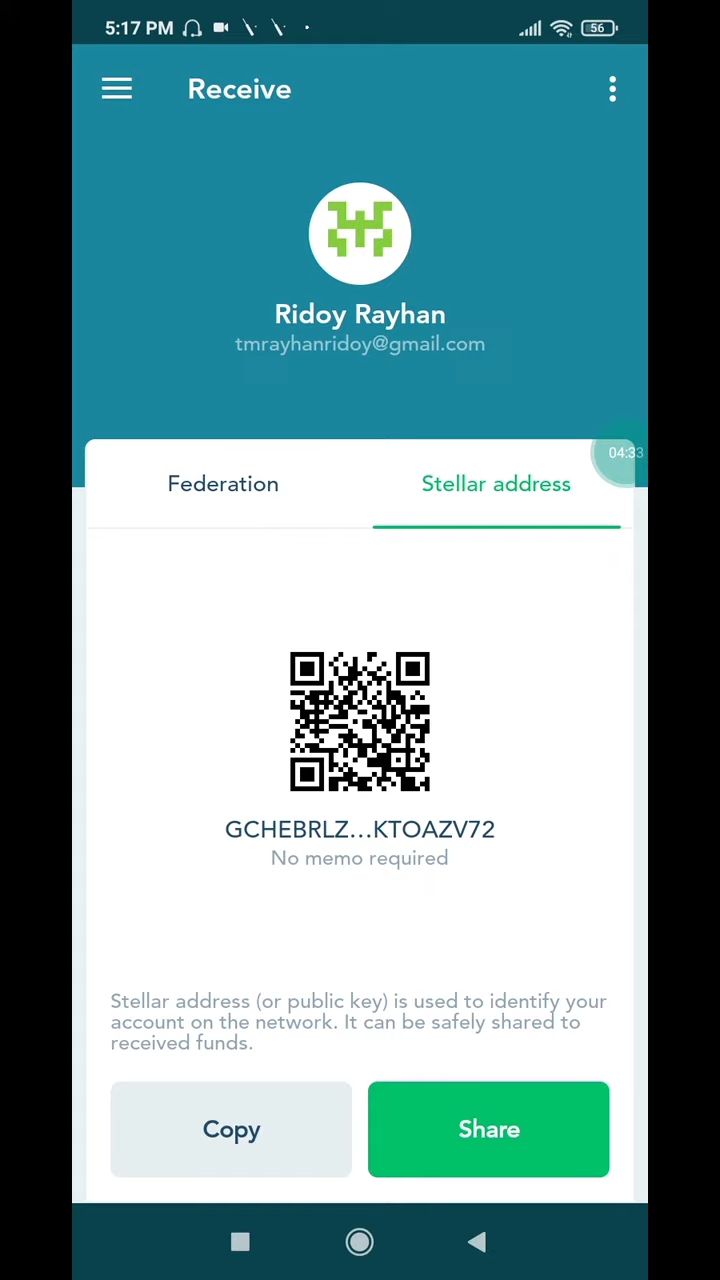 5:17 PM
56
Receive
Ridoy Rayhan
tmrayhanridoy@gmail.com
04:33
Federation
Stellar address
GCHEBRLZ...KTOAZV72
No memo required
Stellar address (or public key) is used to identify your
account on the network. It can be safely shared to
received funds.
Copy
Share